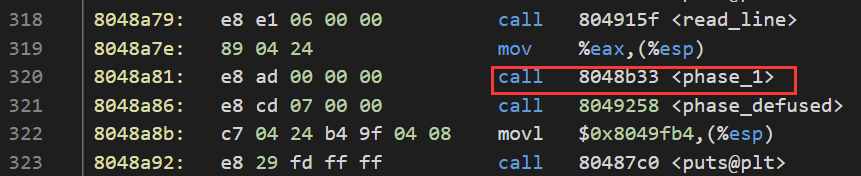 318 8048a79: e8 e1 06 00 00 call 804915f <read_line>
319 8048a7e: 89 04 24 mov %eax,(%esp)
320 8048a81: e8 ad 00 00 00 call 8048b33 <phase_1>
321 8048a86: e8 cd 07 00 00 call 8049258 <phase_defused>
322 8048a8b: c7 04 24 b4 9f 04 08 movl $0x8049fb4,(%esp)
323 8048a92: e8 29 fd ff ff call 80487c0 <puts@plt>